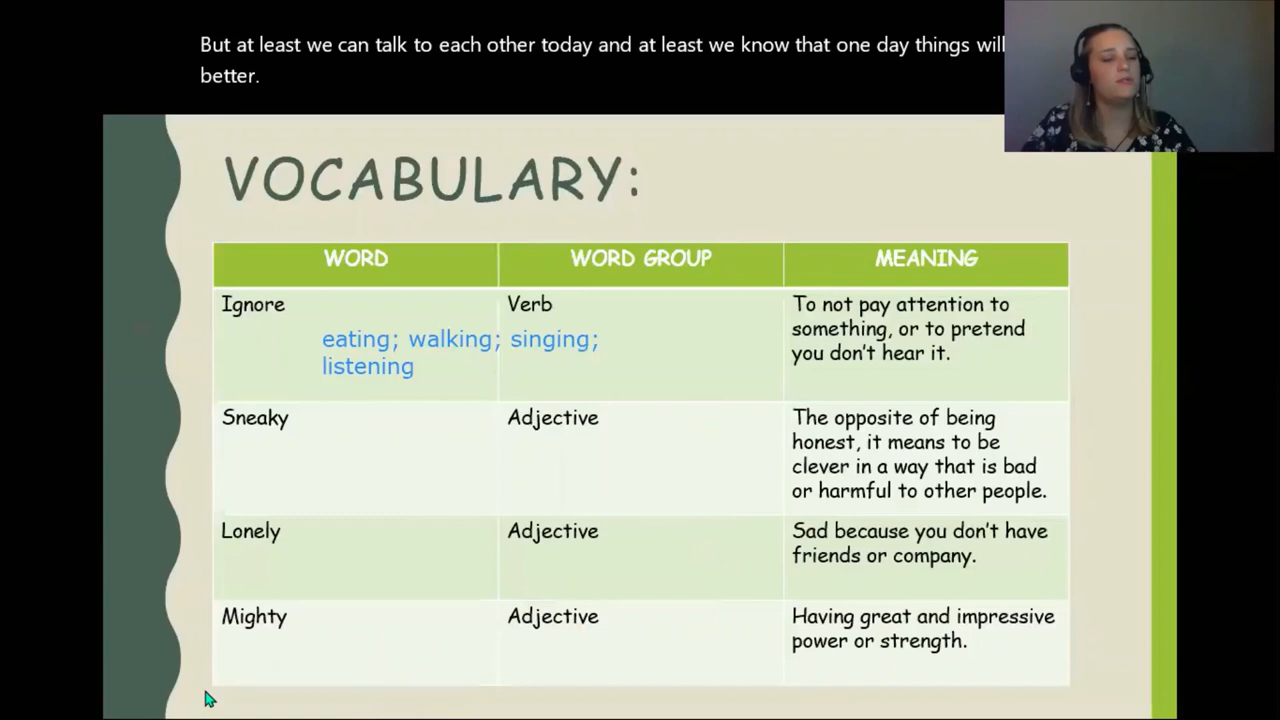 But at least we can talk to each other today and at least we know that one day things will
better.
VOCABULARY:
WORD
WORD GROUP
MEANING
Ignore
Verb
To not pay attention to
something, or to pretend
you don't hear it.
eating; walking; singing;
listening
Sneaky
Adjective
The opposite of being
honest, it means to be
clever in a way that is bad
or harmful to other people.
Lonely
Adjective
Sad because you don't have
friends or company.
Mighty
Adjective
Having great and impressive
power or strength.